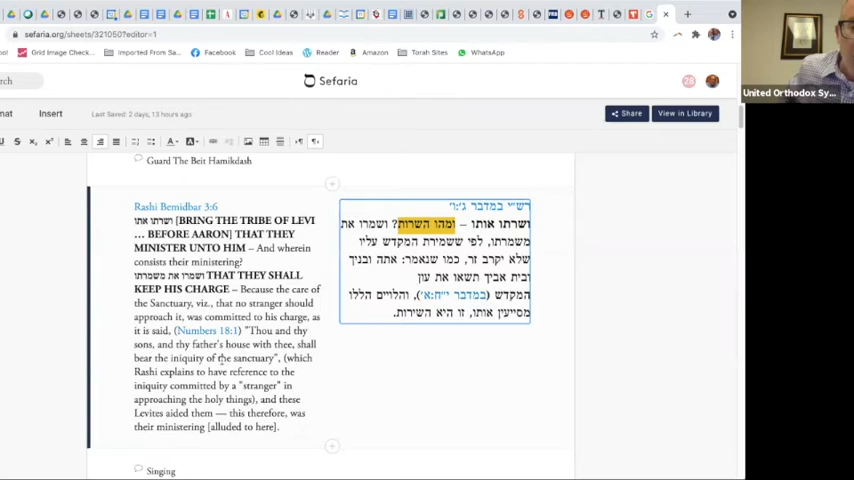 sefaria.org/sheets/321050?editor=1
Grid Image Check...
Imported From Sa...
Facebook
Cool Ideas
Reader
Amazon
Torah Sites
WhatsApp
rch
Sefaria
28
United Orthodox Sy...
mat
Insert
Last Saved: 2 days, 13 hours ago
Share
View in Library
Guard The Beit Hamikdash
Rashi Bemidbar 3:6
ושרתו אתו [BRING THE TRIBE OF LEVI
... BEFORE AARON] THAT THEY
MINISTER UNTO HIM – And wherein
consists their ministering?
ושמרו את משמרתו THAT THEY SHALL
KEEP HIS CHARGE – Because the care of
the Sanctuary, viz., that no stranger should
approach it, was committed to his charge, as
it is said, (Numbers 18:1) "Thou and thy
sons, and thy father's house with thee, shall
bear the iniquity of the sanctuary", (which
Rashi explains to have reference to the
iniquity committed by a "stranger" in
approaching the holy things), and these
Levites aided them — this therefore, was
their ministering [alluded to here].
רש״י במדבר ג׳:ו׳
ושרתו אותו – ומהו השרות? ושמרו את
משמרתו, לפי ששמירת המקדש עליו
שלא יקרב זר, כמו שנאמר: אתה ובניך
ובית אביך תשאו את עון
המקדש (במדבר י״ח:א׳), והלוים הללו
מסייעין אותו, זו היא השירות.
Singing